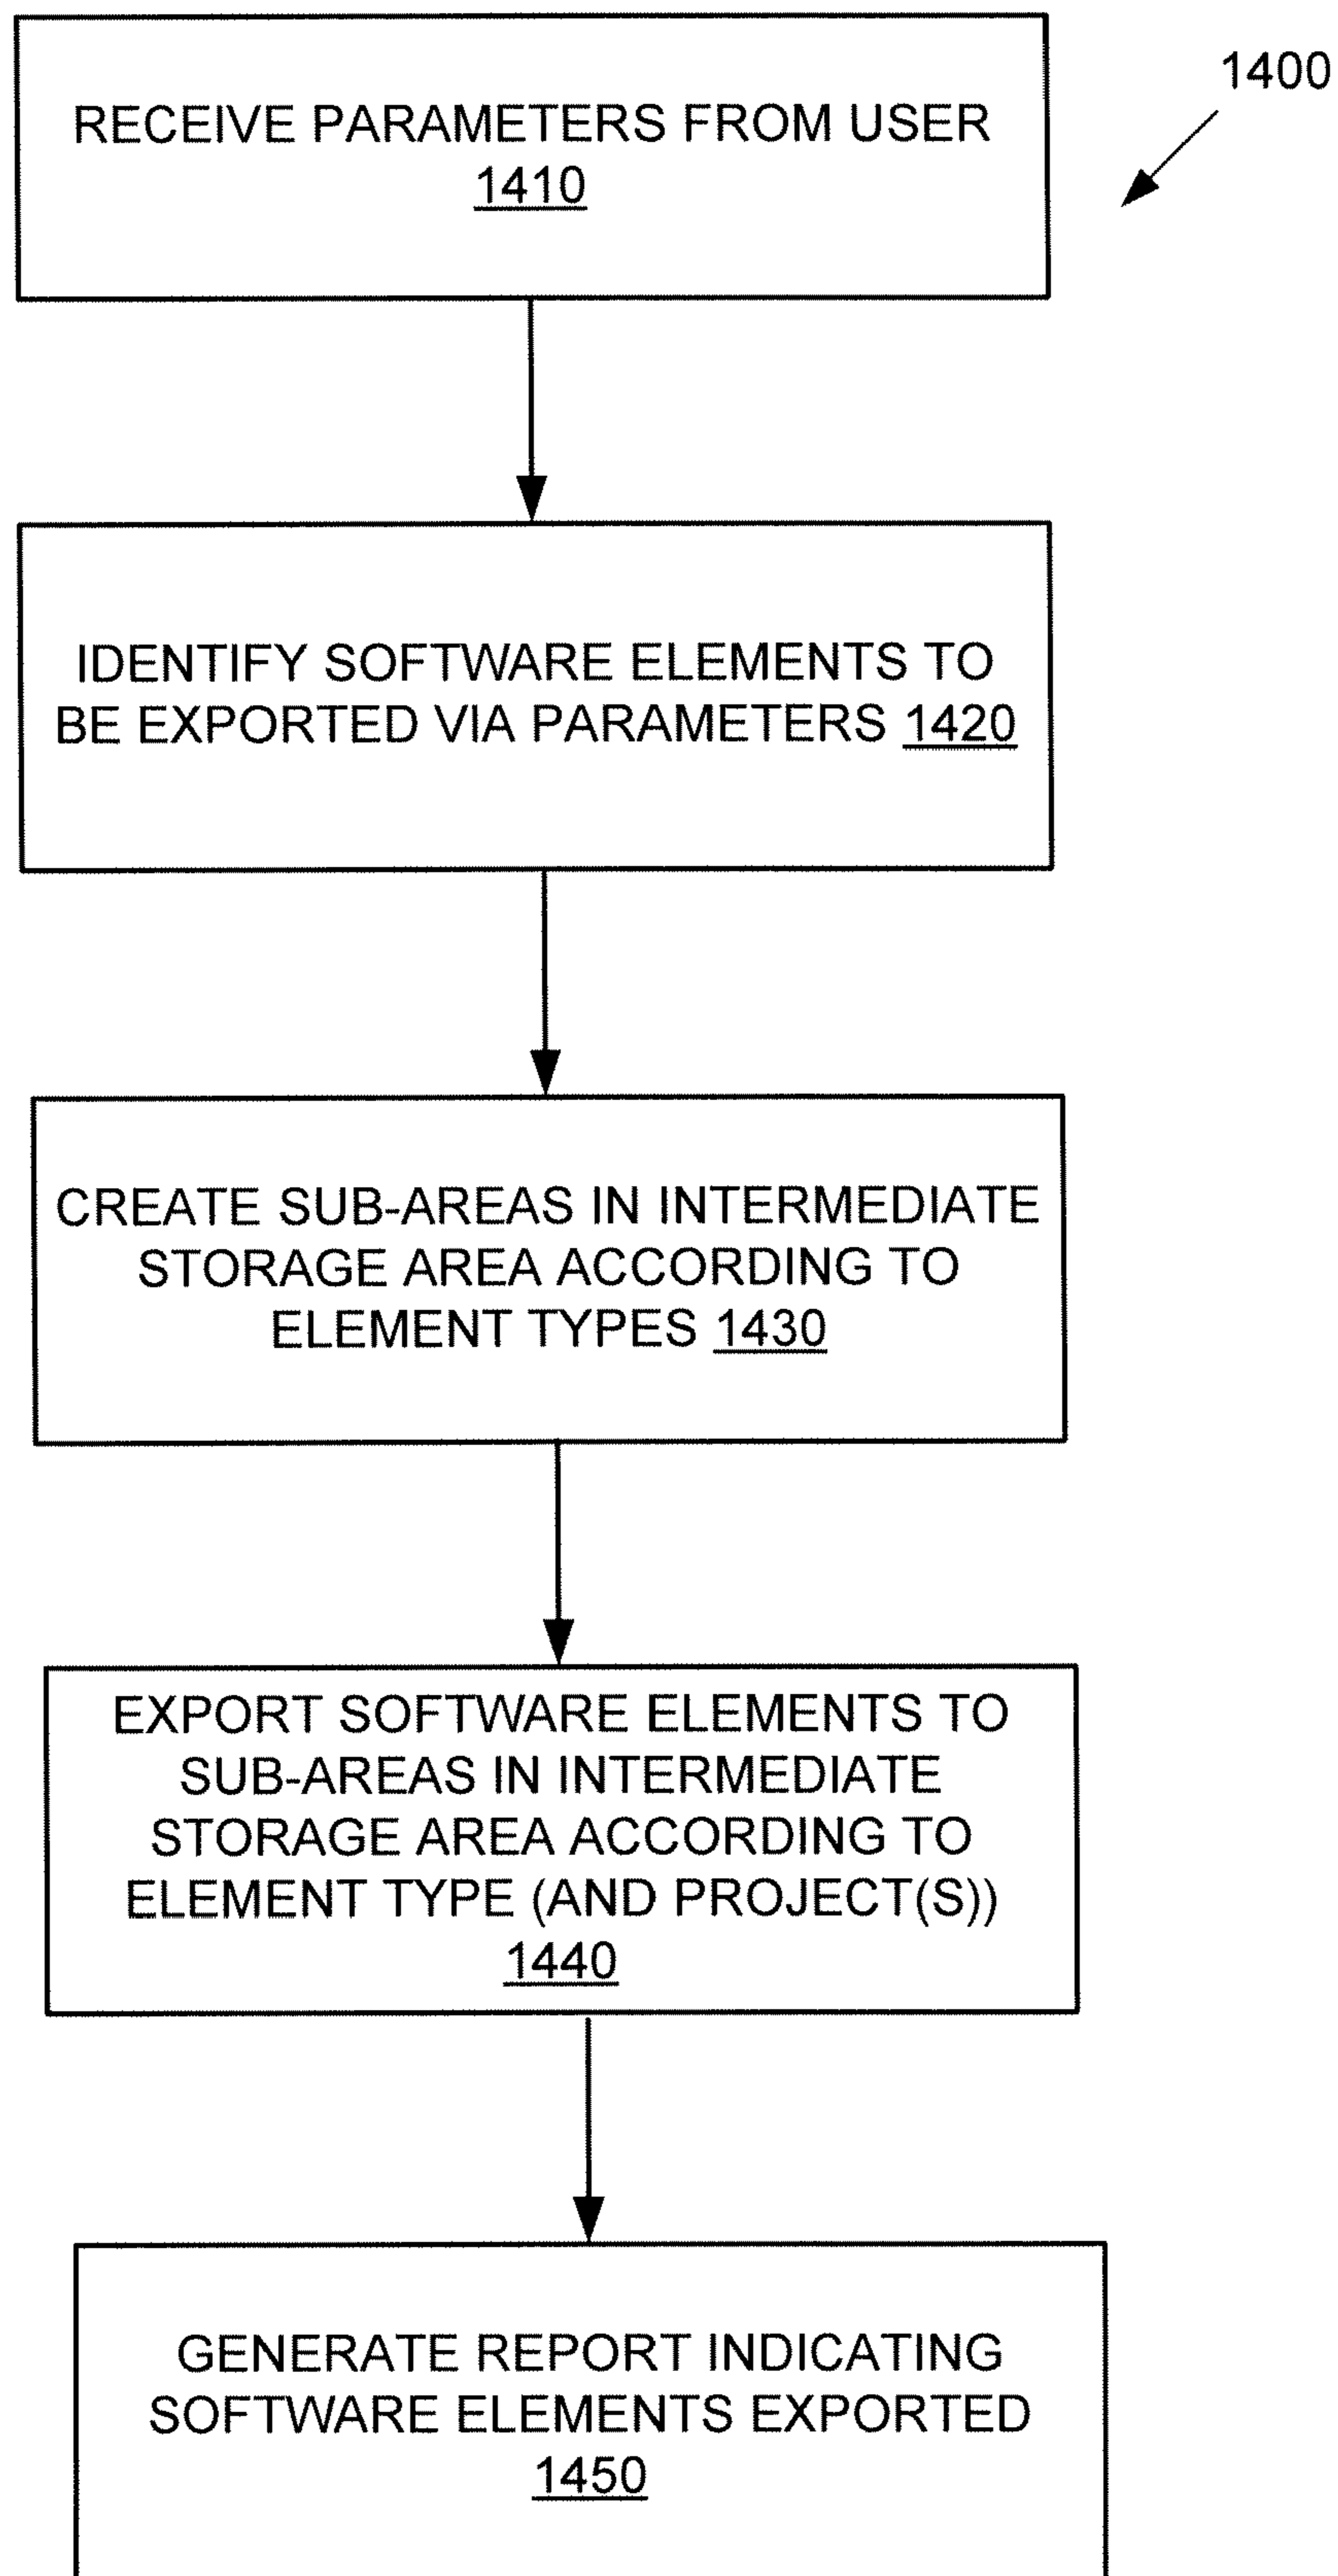 1400
RECEIVE PARAMETERS FROM USER
1410
IDENTIFY SOFTWARE ELEMENTS TO
BE EXPORTED VIA PARAMETERS 1420
CREATE SUB-AREAS IN INTERMEDIATE
STORAGE AREA ACCORDING TO
ELEMENT TYPES 1430
EXPORT SOFTWARE ELEMENTS TO
SUB-AREAS IN INTERMEDIATE
STORAGE AREA ACCORDING TO
ELEMENT TYPE (AND PROJECT(S))
1440
GENERATE REPORT INDICATING
SOFTWARE ELEMENTS EXPORTED
1450